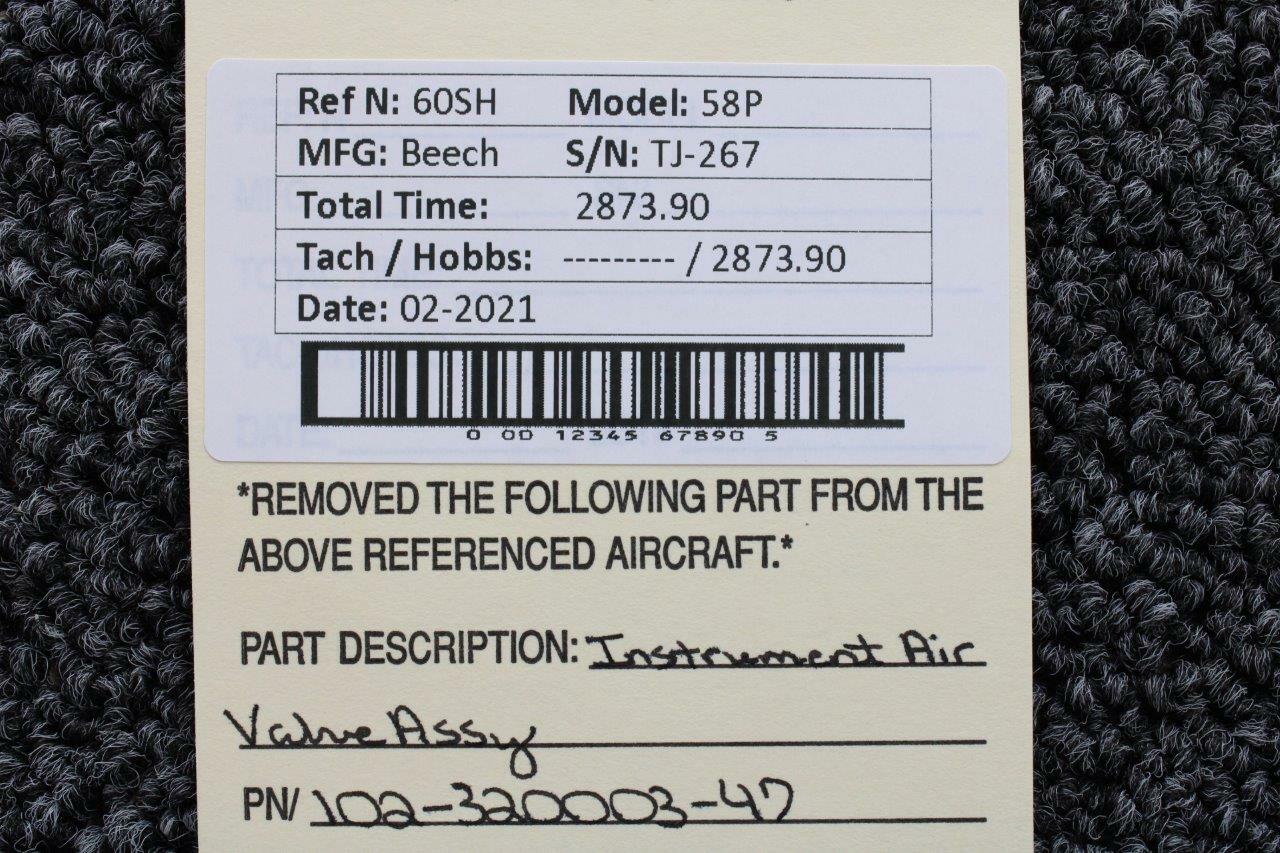 Ref N: 60SH Model: 58P
MFG: Beech S/N: TJ-267
Total Time: 2873.90
Tach / Hobbs: --------- / 2873.90
Date: 02-2021
0 00 12345 67890 5
*REMOVED THE FOLLOWING PART FROM THE
ABOVE REFERENCED AIRCRAFT.*
PART DESCRIPTION: Instrument Air
Valve Assy
PN/ 102-320003-47